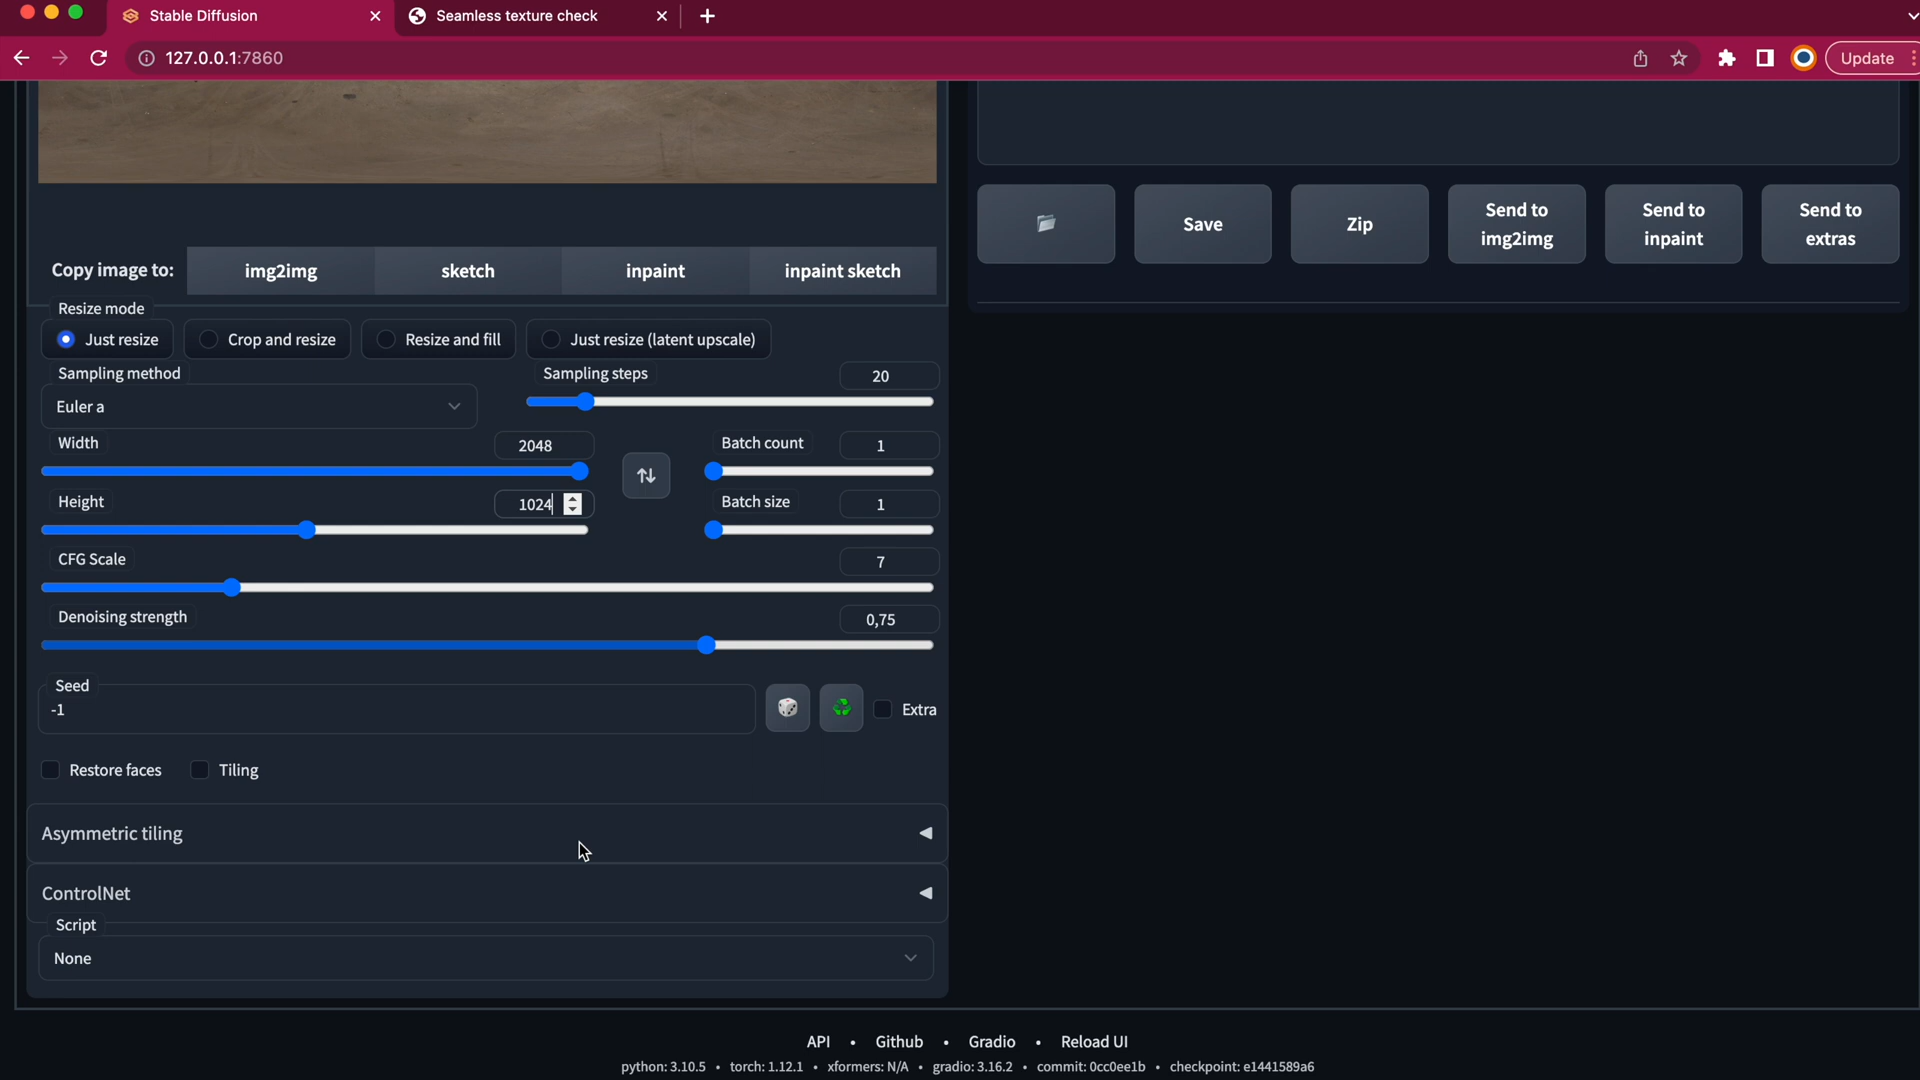 Stable Diffusion
Seamless texture check
127.0.0.1:7860
Update
Save
Zip
Send to
img2img
Send to
inpaint
Send to
extras
Copy image to:
img2img
sketch
inpaint
inpaint sketch
Resize mode
Just resize
Crop and resize
Resize and fill
Just resize (latent upscale)
Sampling method
Euler a
Sampling steps
20
Width
2048
Batch count
1
Height
1024
Batch size
1
CFG Scale
7
Denoising strength
0,75
Seed
-1
Extra
Restore faces
Tiling
Asymmetric tiling
ControlNet
Script
None
API • Github • Gradio • Reload UI
python: 3.10.5 • torch: 1.12.1 • xformers: N/A • gradio: 3.16.2 • commit: 0cc0ee1b • checkpoint: e1441589a6